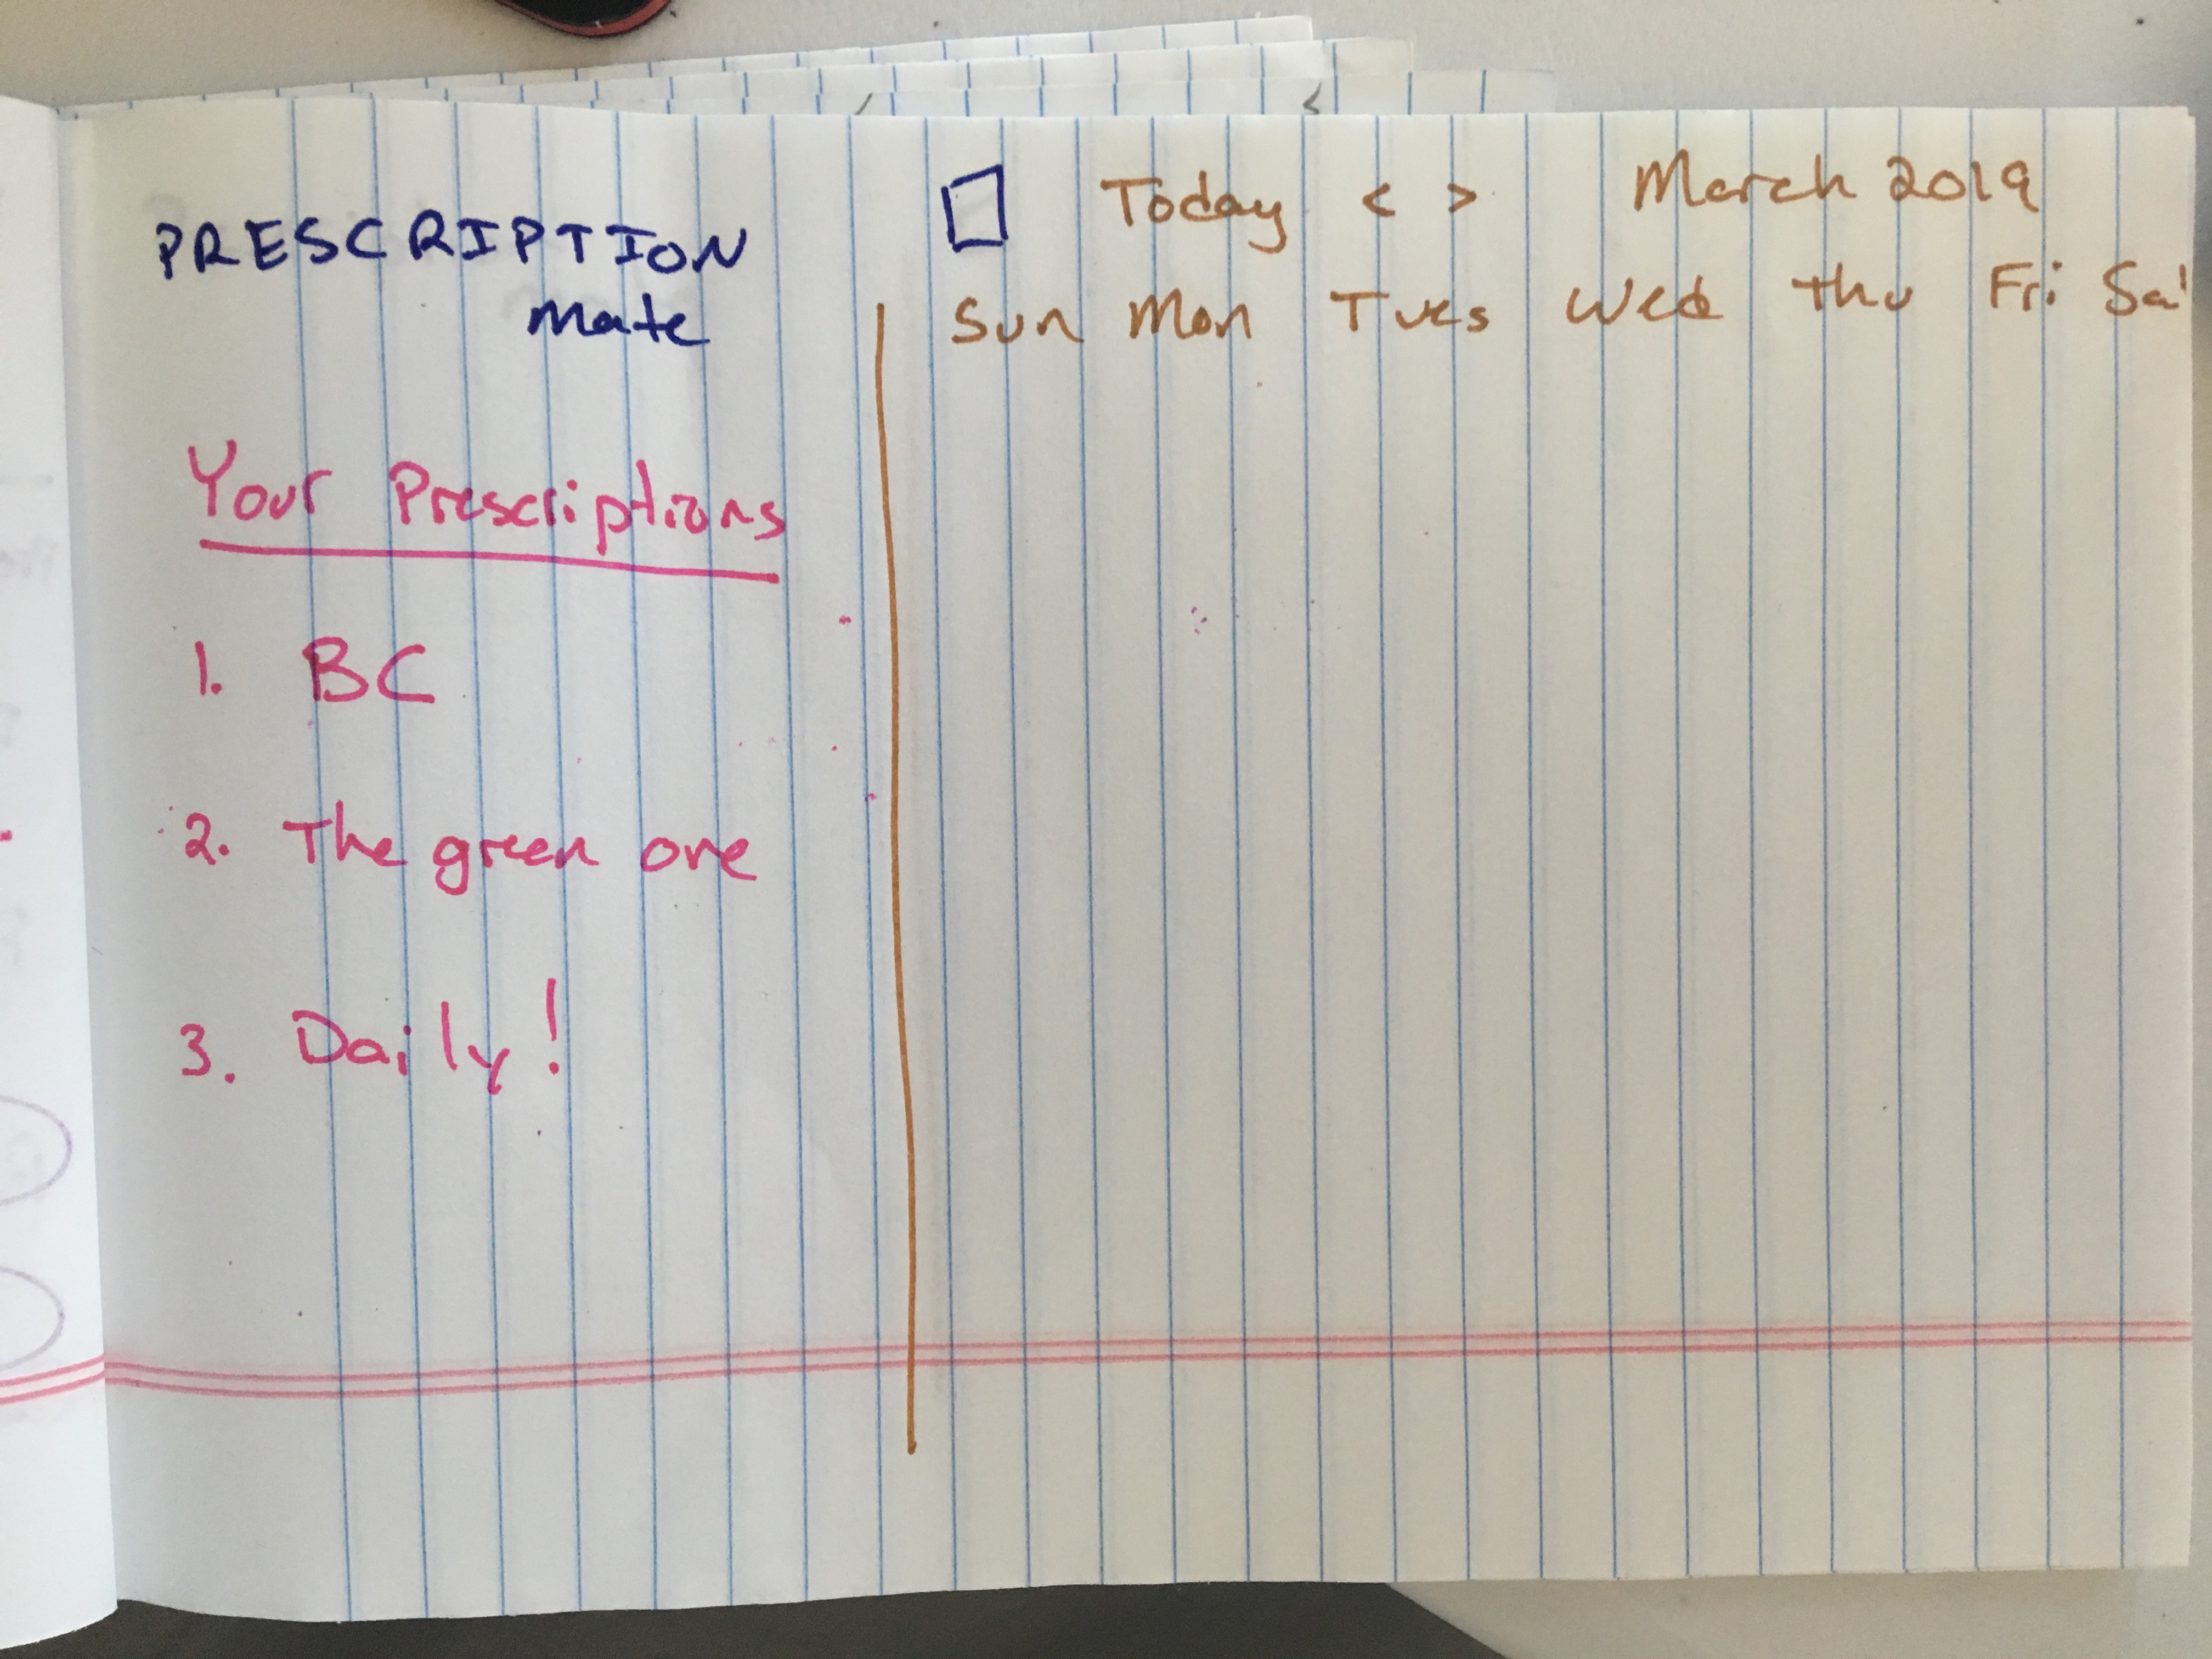 PRESCRIPTION
Mate
Your Prescriptions
1. BC
2. The green one
3. Daily!
Today < > March 2019
Sun Mon Tues Wed Thu Fri Sat